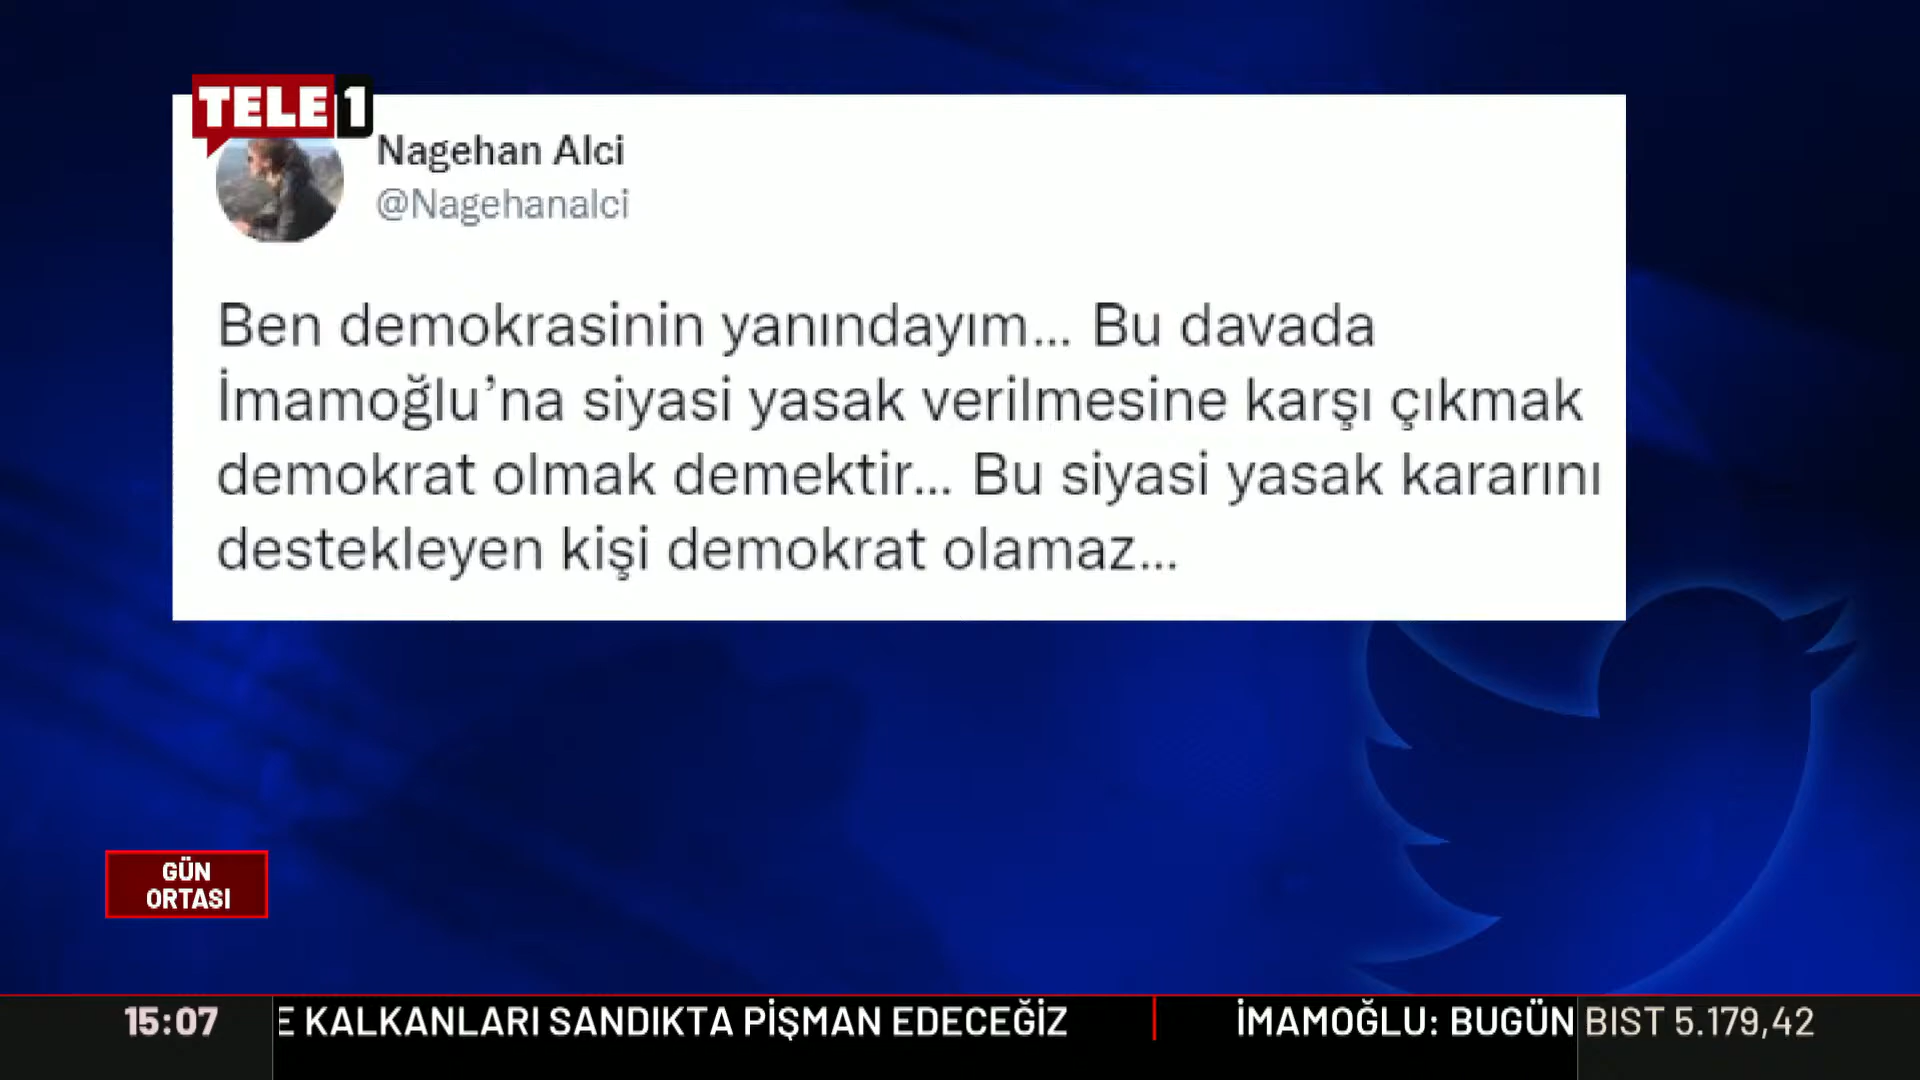 TELE1
Nagehan Alci
@Nagehanalci
Ben demokrasinin yanındayım... Bu davada
İmamoğlu’na siyasi yasak verilmesine karşı çıkmak
demokrat olmak demektir... Bu siyasi yasak kararını
destekleyen kişi demokrat olamaz...
GÜN
ORTASI
15:07
E KALKANLARI SANDIKTA PİŞMAN EDECEĞİZ
İMAMOĞLU: BUGÜN
BIST 5.179,42